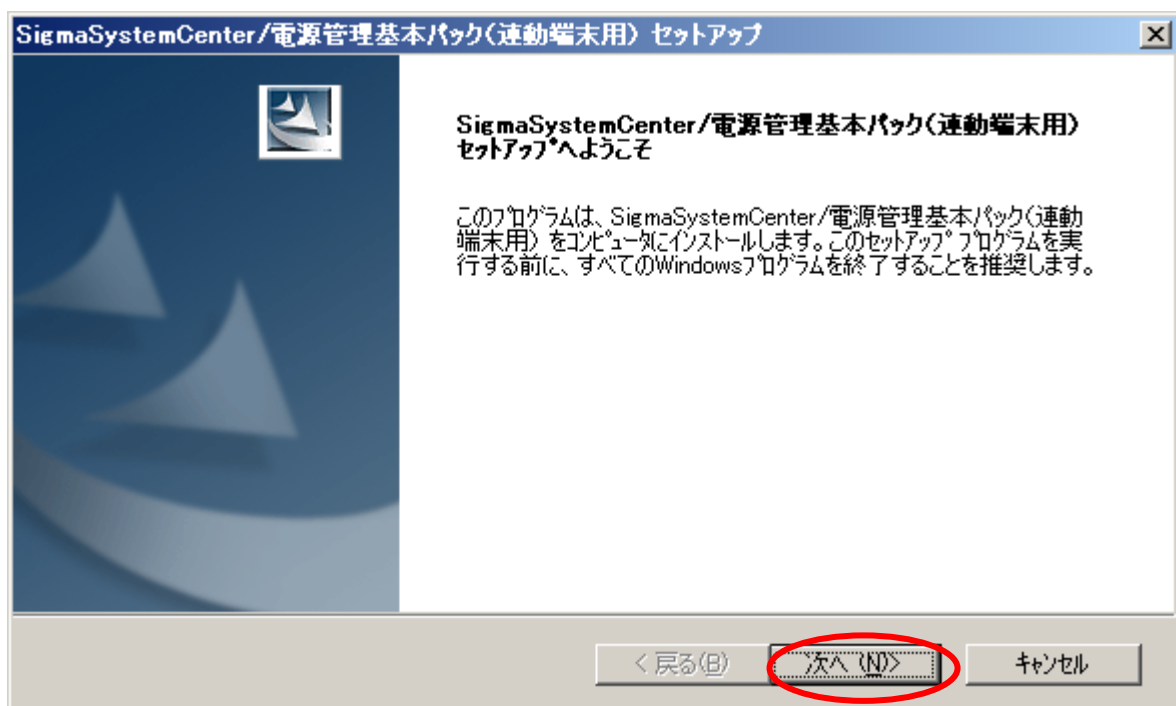 SigmaSystemCenter/電源管理基本パック(連動端末用) セットアップ
SigmaSystemCenter/電源管理基本パック(連動端末用)
セットアップへようこそ
このプログラムは、SigmaSystemCenter/電源管理基本パック(連動
端末用) をコンピュータにインストールします。このセットアップ プログラムを実
行する前に、すべてのWindowsプログラムを終了することを推奨します。
< 戻る(B)
次へ (N)>
キャンセル